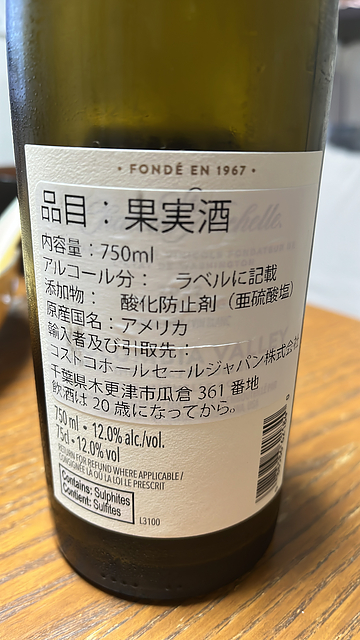 • FONDÉ EN 1967 •
品目：果実酒
内容量：750ml
アルコール分： ラベルに記載
添加物： 酸化防止剤（亜硫酸塩）
原産国名：アメリカ
輸入者及び引取先：
コストコホールセールジャパン株式会社
千葉県木更津市瓜倉 361 番地
飲酒は 20 歳になってから。
750 ml • 12.0% alc./vol.
75cl • 12.0% vol
RETURN FOR REFUND WHERE APPLICABLE /
CONSIGNÉE LÀ OÙ LA LOI LE PRESCRIT
Contains: Sulphites
Contient: Sulfites
L3100